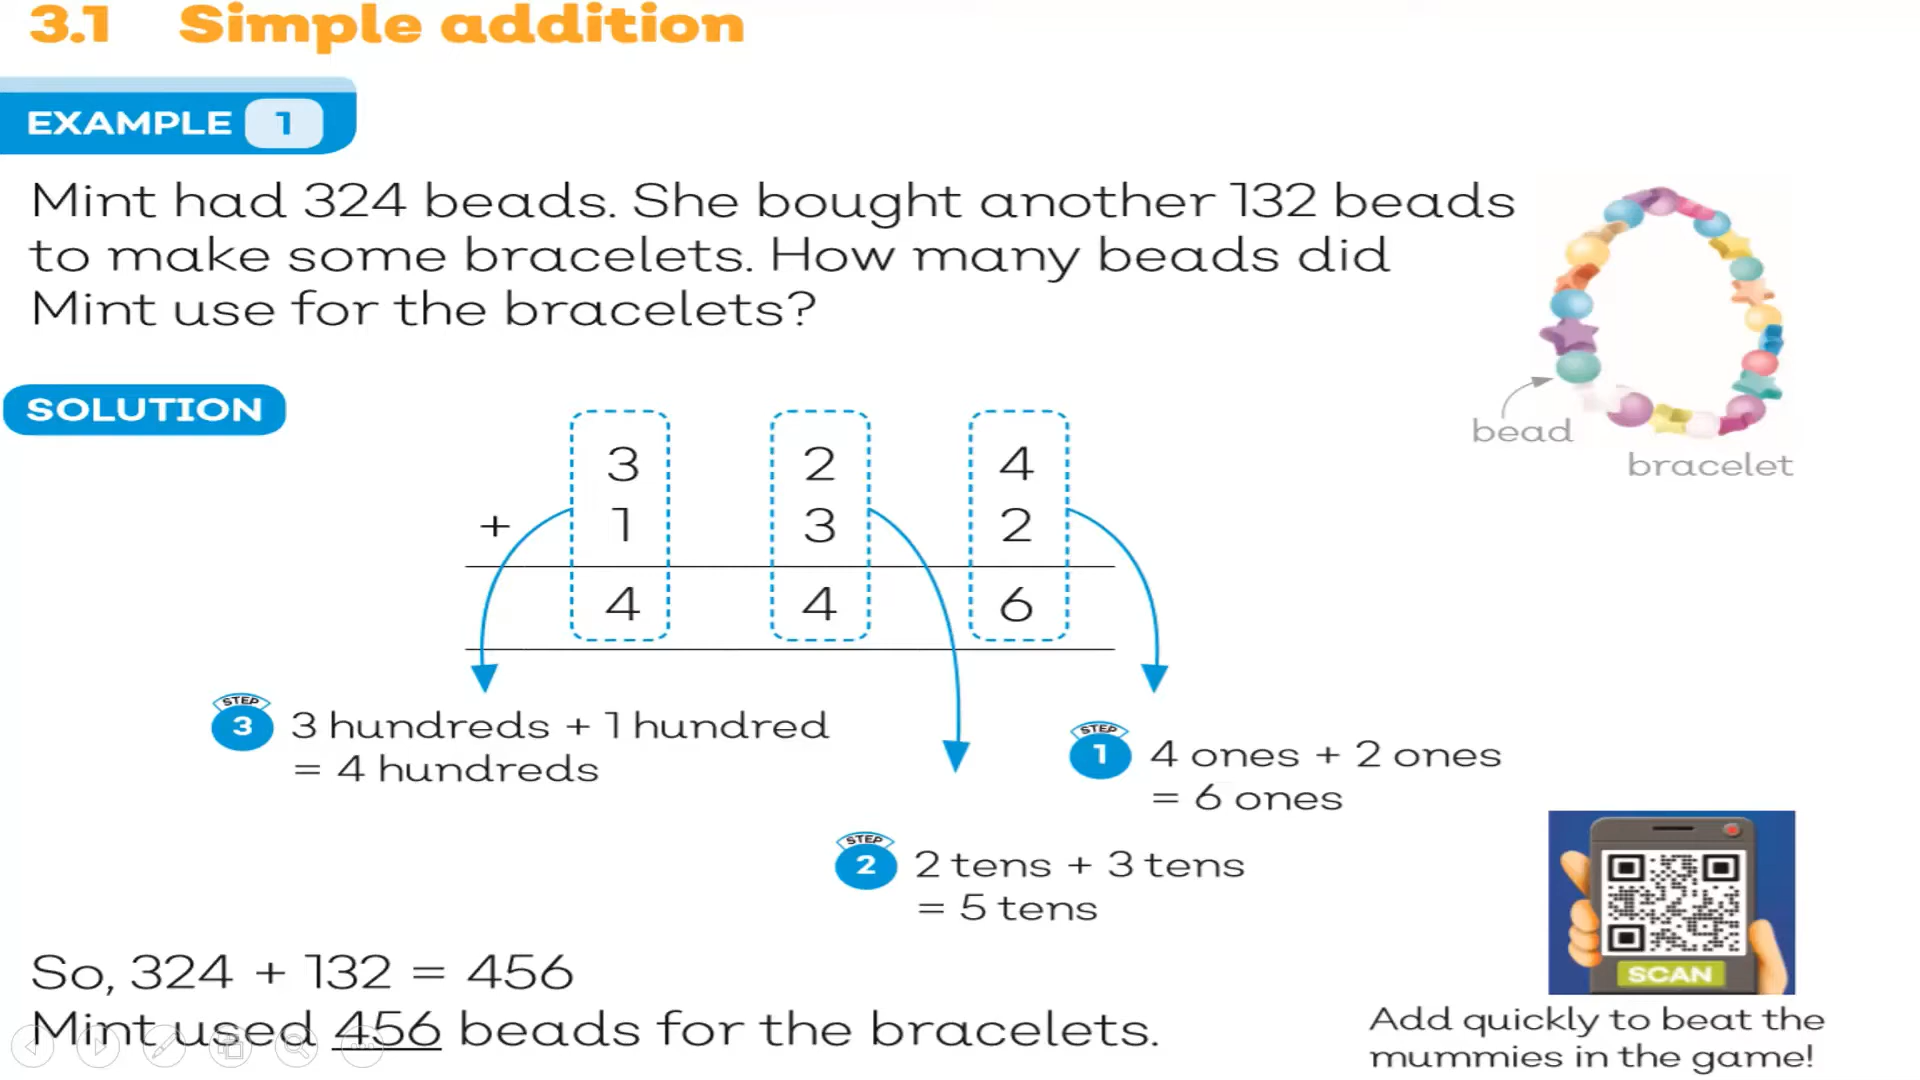 3.1 Simple addition
EXAMPLE 1
Mint had 324 beads. She bought another 132 beads
to make some bracelets. How many beads did
Mint use for the bracelets?
bead
bracelet
SOLUTION
3 2 4
+ 1 3 2
4 4 6
STEP 3 3 hundreds + 1 hundred
= 4 hundreds
STEP 1 4 ones + 2 ones
= 6 ones
STEP 2 2 tens + 3 tens
= 5 tens
SCAN
So, 324 + 132 = 456
Mint used 456 beads for the bracelets.
Add quickly to beat the
mummies in the game!